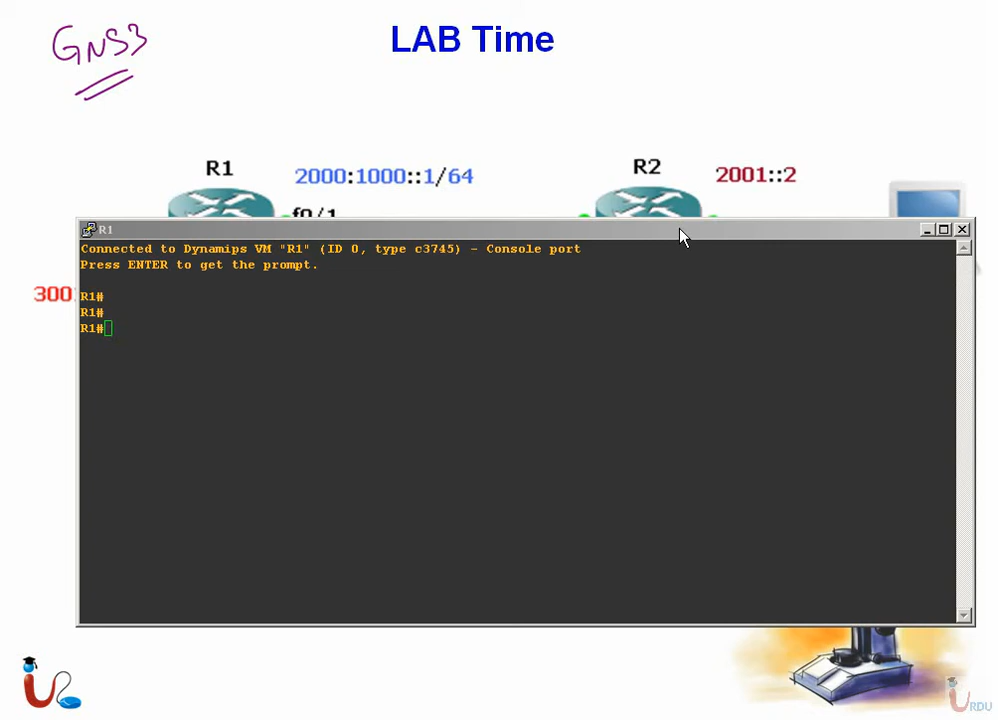 GNS3
LAB Time
R1
2000:1000::1/64
R2
2001::2
f0/1
R1
Connected to Dynamips VM "R1" (ID 0, type c3745) - Console port
Press ENTER to get the prompt.
R1#
R1#
300
R1#
URDU